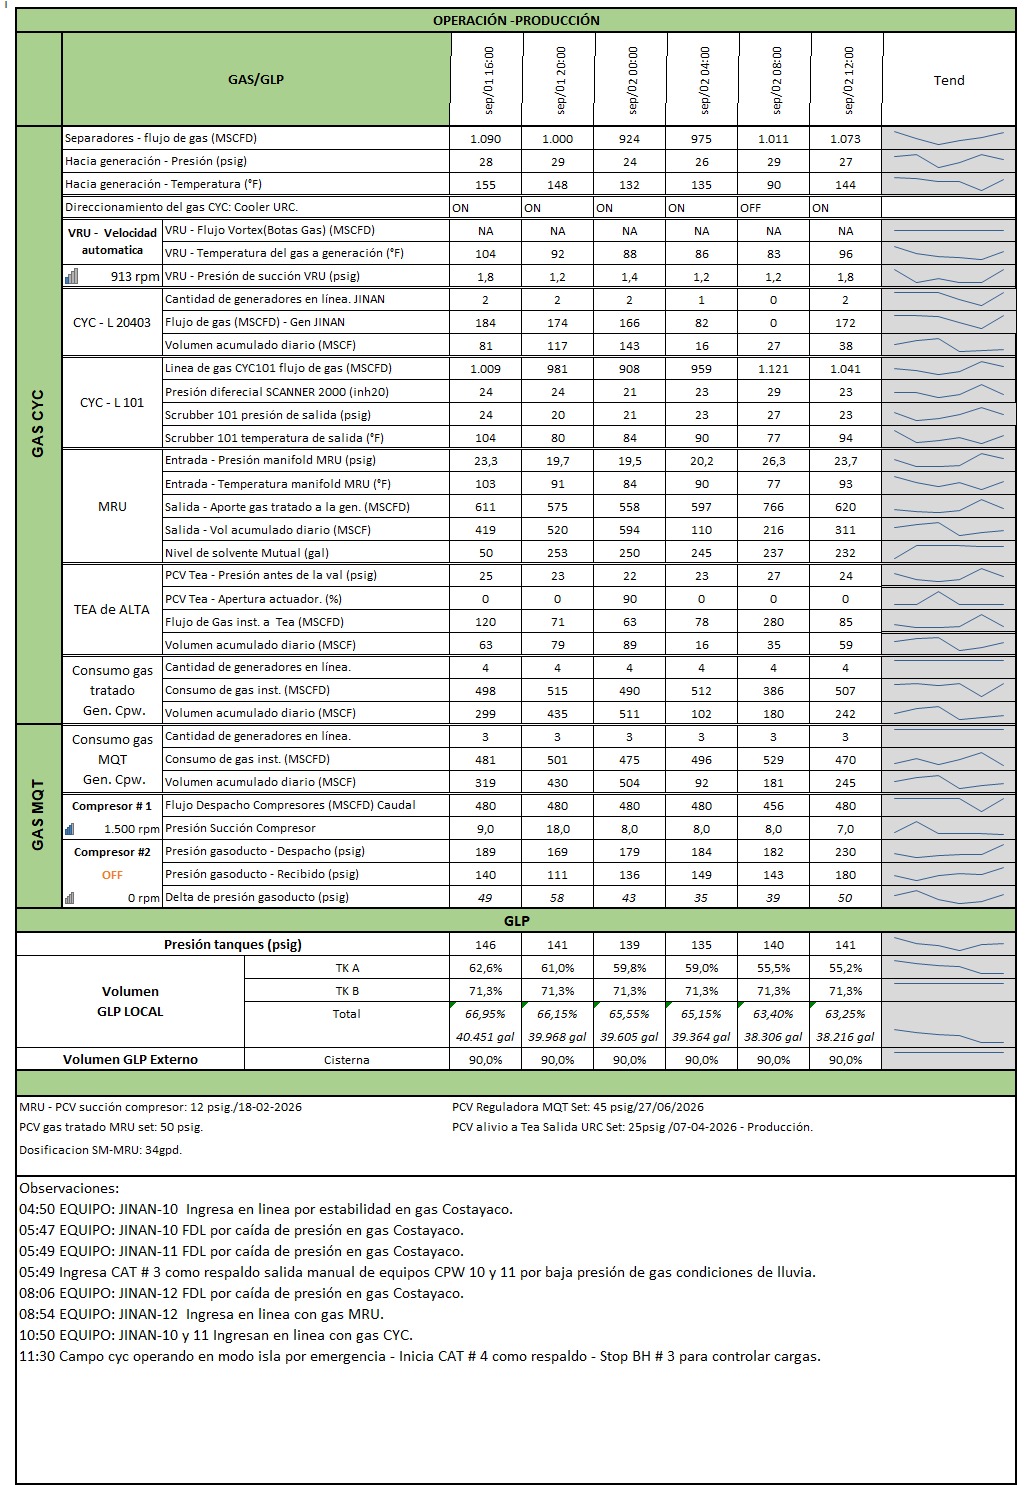 OPERACIÓN -PRODUCCIÓN
GAS/GLP sep/01 16:00 sep/01 20:00 sep/02 00:00 sep/02 04:00 sep/02 08:00 sep/02 12:00 Tend
GAS CYC
Separadores - flujo de gas (MSCFD) 1.090 1.000 924 975 1.011 1.073
Hacia generación - Presión (psig) 28 29 24 26 29 27
Hacia generación - Temperatura (°F) 155 148 132 135 90 144
Direccionamiento del gas CYC: Cooler URC. ON ON ON ON OFF ON
VRU - Velocidad automatica
913 rpm
VRU - Flujo Vortex(Botas Gas) (MSCFD) NA NA NA NA NA NA
VRU - Temperatura del gas a generación (°F) 104 92 88 86 83 96
VRU - Presión de succión VRU (psig) 1,8 1,2 1,4 1,2 1,2 1,8
CYC - L 20403
Cantidad de generadores en línea. JINAN 2 2 2 1 0 2
Flujo de gas (MSCFD) - Gen JINAN 184 174 166 82 0 172
Volumen acumulado diario (MSCF) 81 117 143 16 27 38
CYC - L 101
Linea de gas CYC101 flujo de gas (MSCFD) 1.009 981 908 959 1.121 1.041
Presión diferecial SCANNER 2000 (inh20) 24 24 21 23 29 23
Scrubber 101 presión de salida (psig) 24 20 21 23 27 23
Scrubber 101 temperatura de salida (°F) 104 80 84 90 77 94
MRU
Entrada - Presión manifold MRU (psig) 23,3 19,7 19,5 20,2 26,3 23,7
Entrada - Temperatura manifold MRU (°F) 103 91 84 90 77 93
Salida - Aporte gas tratado a la gen. (MSCFD) 611 575 558 597 766 620
Salida - Vol acumulado diario (MSCF) 419 520 594 110 216 311
Nivel de solvente Mutual (gal) 50 253 250 245 237 232
TEA de ALTA
PCV Tea - Presión antes de la val (psig) 25 23 22 23 27 24
PCV Tea - Apertura actuador. (%) 0 0 90 0 0 0
Flujo de Gas inst. a Tea (MSCFD) 120 71 63 78 280 85
Volumen acumulado diario (MSCF) 63 79 89 16 35 59
Consumo gas tratado Gen. Cpw.
Cantidad de generadores en línea. 4 4 4 4 4 4
Consumo de gas inst. (MSCFD) 498 515 490 512 386 507
Volumen acumulado diario (MSCF) 299 435 511 102 180 242
GAS MQT
Consumo gas MQT Gen. Cpw.
Cantidad de generadores en línea. 3 3 3 3 3 3
Consumo de gas inst. (MSCFD) 481 501 475 496 529 470
Volumen acumulado diario (MSCF) 319 430 504 92 181 245
Compresor # 1
1.500 rpm
Flujo Despacho Compresores (MSCFD) Caudal 480 480 480 480 456 480
Presión Succión Compresor 9,0 18,0 8,0 8,0 8,0 7,0
Compresor #2
OFF
0 rpm
Presión gasoducto - Despacho (psig) 189 169 179 184 182 230
Presión gasoducto - Recibido (psig) 140 111 136 149 143 180
Delta de presión gasoducto (psig) 49 58 43 35 39 50
GLP
Presión tanques (psig) 146 141 139 135 140 141
Volumen
GLP LOCAL
TK A 62,6% 61,0% 59,8% 59,0% 55,5% 55,2%
TK B 71,3% 71,3% 71,3% 71,3% 71,3% 71,3%
Total 66,95% 66,15% 65,55% 65,15% 63,40% 63,25%
40.451 gal 39.968 gal 39.605 gal 39.364 gal 38.306 gal 38.216 gal
Volumen GLP Externo Cisterna 90,0% 90,0% 90,0% 90,0% 90,0% 90,0%
MRU - PCV succión compresor: 12 psig./18-02-2026 PCV Reguladora MQT Set: 45 psig/27/06/2026
PCV gas tratado MRU set: 50 psig. PCV alivio a Tea Salida URC Set: 25psig /07-04-2026 - Producción.
Dosificacion SM-MRU: 34gpd.
Observaciones:
04:50 EQUIPO: JINAN-10 Ingresa en linea por estabilidad en gas Costayaco.
05:47 EQUIPO: JINAN-10 FDL por caída de presión en gas Costayaco.
05:49 EQUIPO: JINAN-11 FDL por caída de presión en gas Costayaco.
05:49 Ingresa CAT # 3 como respaldo salida manual de equipos CPW 10 y 11 por baja presión de gas condiciones de lluvia.
08:06 EQUIPO: JINAN-12 FDL por caída de presión en gas Costayaco.
08:54 EQUIPO: JINAN-12 Ingresa en linea con gas MRU.
10:50 EQUIPO: JINAN-10 y 11 Ingresan en linea con gas CYC.
11:30 Campo cyc operando en modo isla por emergencia - Inicia CAT # 4 como respaldo - Stop BH # 3 para controlar cargas.